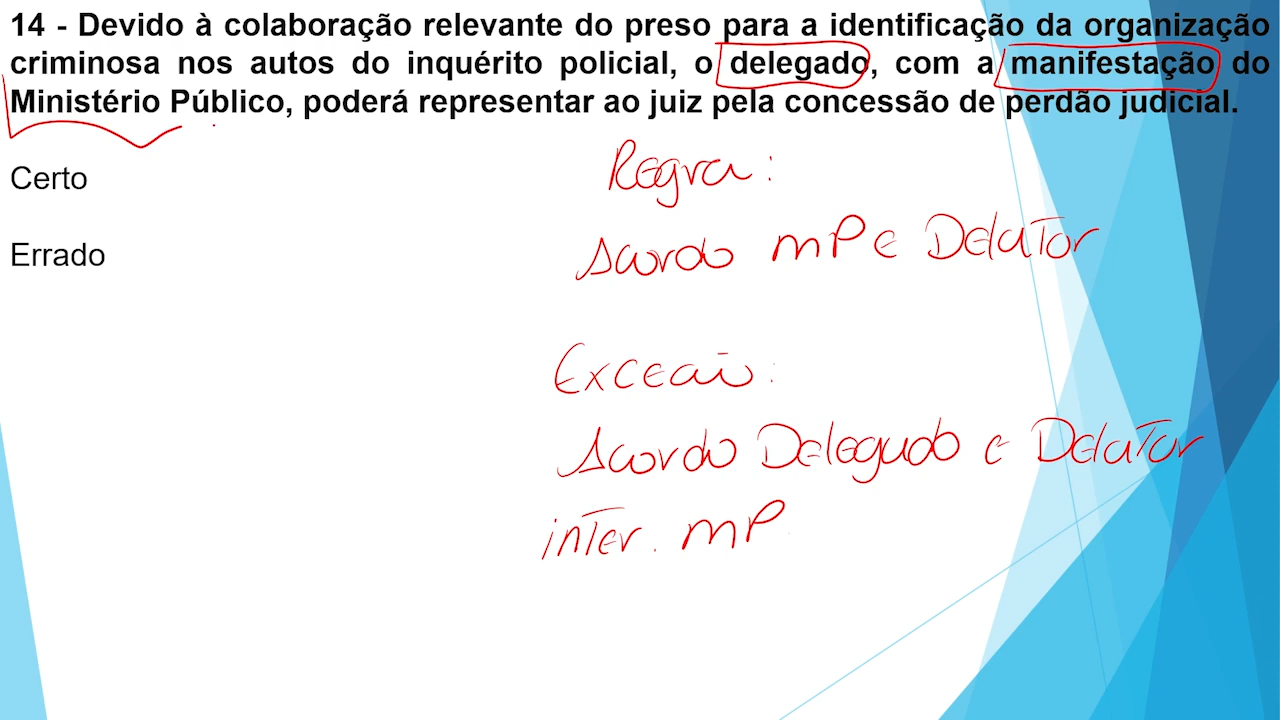 14 - Devido à colaboração relevante do preso para a identificação da organização
criminosa nos autos do inquérito policial, o delegado, com a manifestação do
Ministério Público, poderá representar ao juiz pela concessão de perdão judicial.
Certo
Errado
Regra:
Acordo MP e Delator
Exceção:
Acordo Delegado e Delator
inter. MP